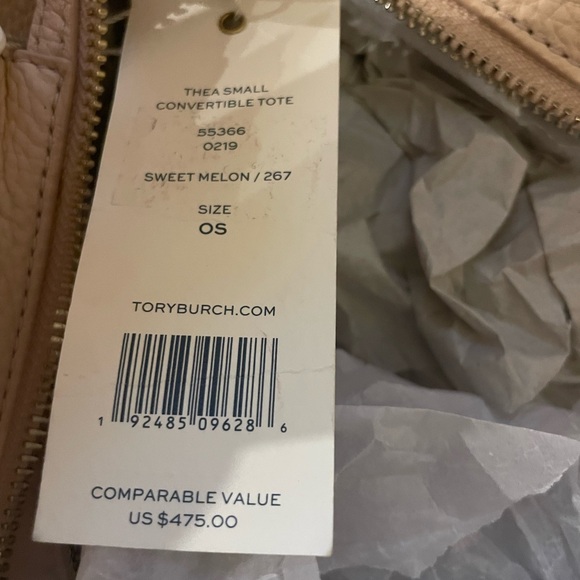 THEA SMALL
CONVERTIBLE TOTE
55366
0219
SWEET MELON / 267
SIZE
OS
TORYBURCH.COM
1 92485 09628 6
COMPARABLE VALUE
US $475.00